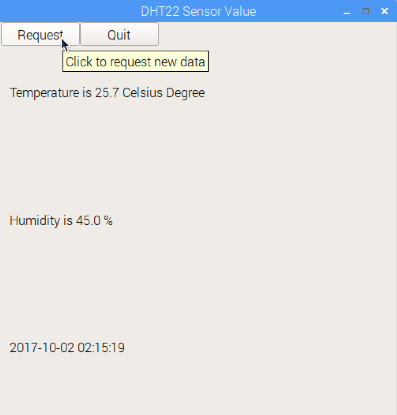 DHT22 Sensor Value
Request Quit
Click to request new data
Temperature is 25.7 Celsius Degree
Humidity is 45.0 %
2017-10-02 02:15:19